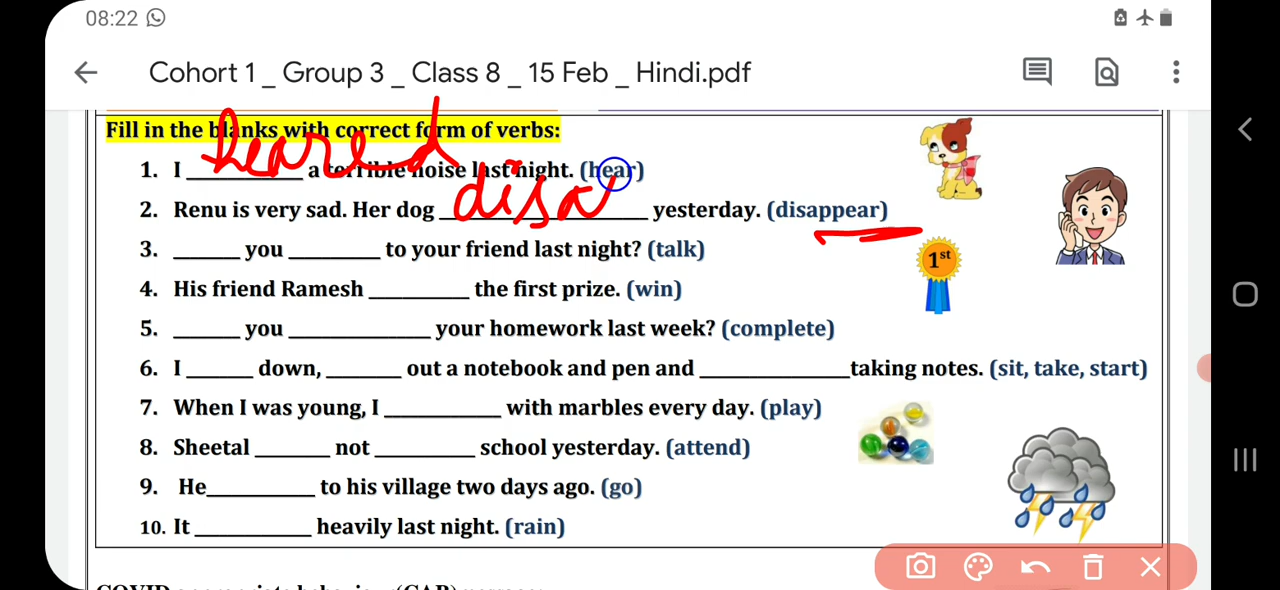 08:22
Cohort 1 _ Group 3 _ Class 8 _ 15 Feb _ Hindi.pdf
Fill in the blanks with correct form of verbs:
heared
1. I __________ a terrible noise last night. (hear)
disa
2. Renu is very sad. Her dog __________________ yesterday. (disappear)
1st
3. ______ you ________ to your friend last night? (talk)
4. His friend Ramesh _________ the first prize. (win)
5. ______ you ____________ your homework last week? (complete)
6. I ______ down, _______ out a notebook and pen and _____________taking notes. (sit, take, start)
7. When I was young, I __________ with marbles every day. (play)
8. Sheetal _______ not _________ school yesterday. (attend)
9. He__________ to his village two days ago. (go)
10. It __________ heavily last night. (rain)